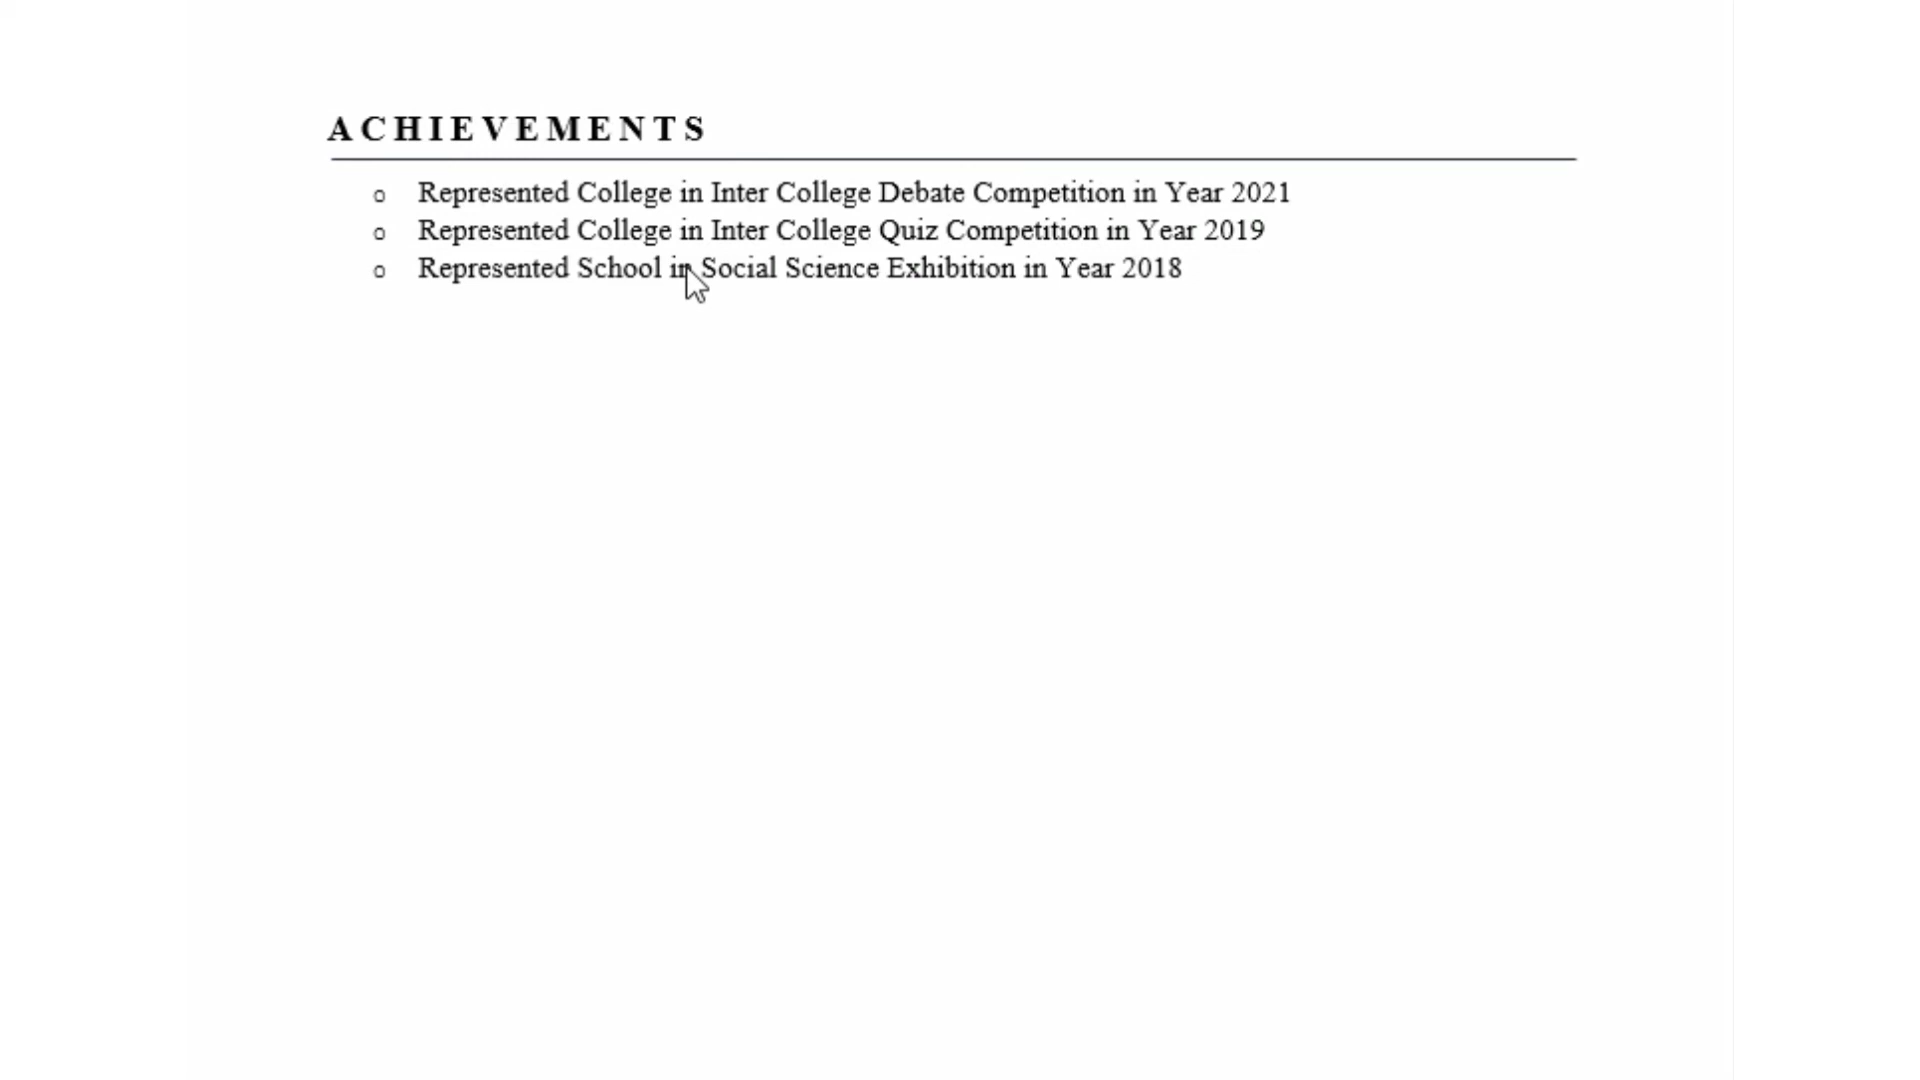 ACHIEVEMENTS
o Represented College in Inter College Debate Competition in Year 2021
o Represented College in Inter College Quiz Competition in Year 2019
o Represented School in Social Science Exhibition in Year 2018